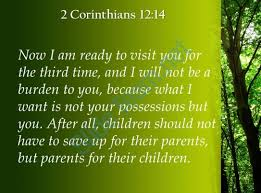 2 Corinthians 12:14
Now I am ready to visit you for
the third time, and I will not be a
burden to you, because what I
want is not your possessions but
you. After all, children should not
have to save up for their parents,
but parents for their children.